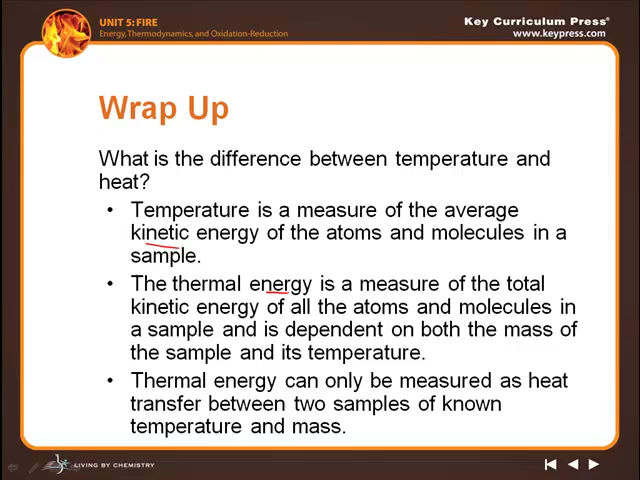 UNIT 5: FIRE
Energy, Thermodynamics, and Oxidation-Reduction
Key Curriculum Press®
www.keypress.com
Wrap Up
What is the difference between temperature and
heat?
• Temperature is a measure of the average
kinetic energy of the atoms and molecules in a
sample.
• The thermal energy is a measure of the total
kinetic energy of all the atoms and molecules in
a sample and is dependent on both the mass of
the sample and its temperature.
• Thermal energy can only be measured as heat
transfer between two samples of known
temperature and mass.
LIVING BY CHEMISTRY